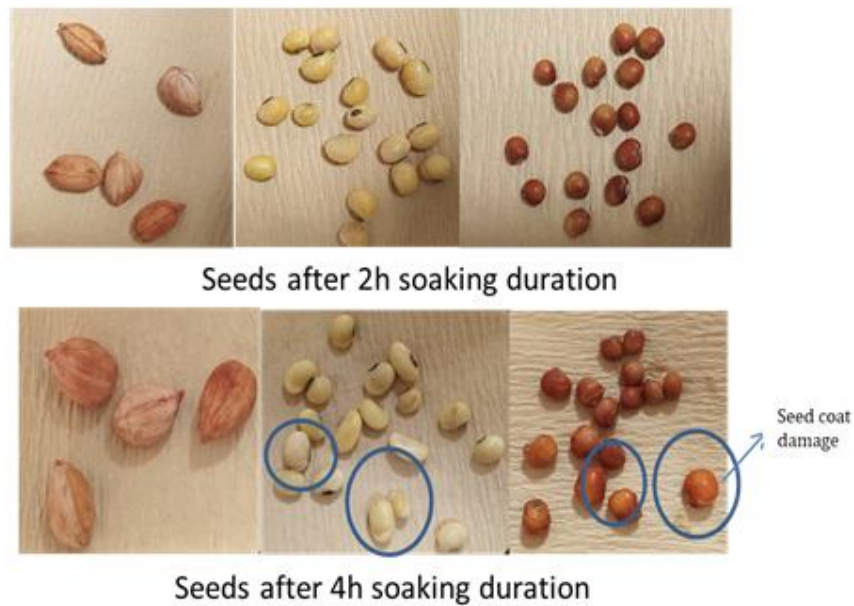 Seeds after 2h soaking duration
Seed coat
damage
Seeds after 4h soaking duration